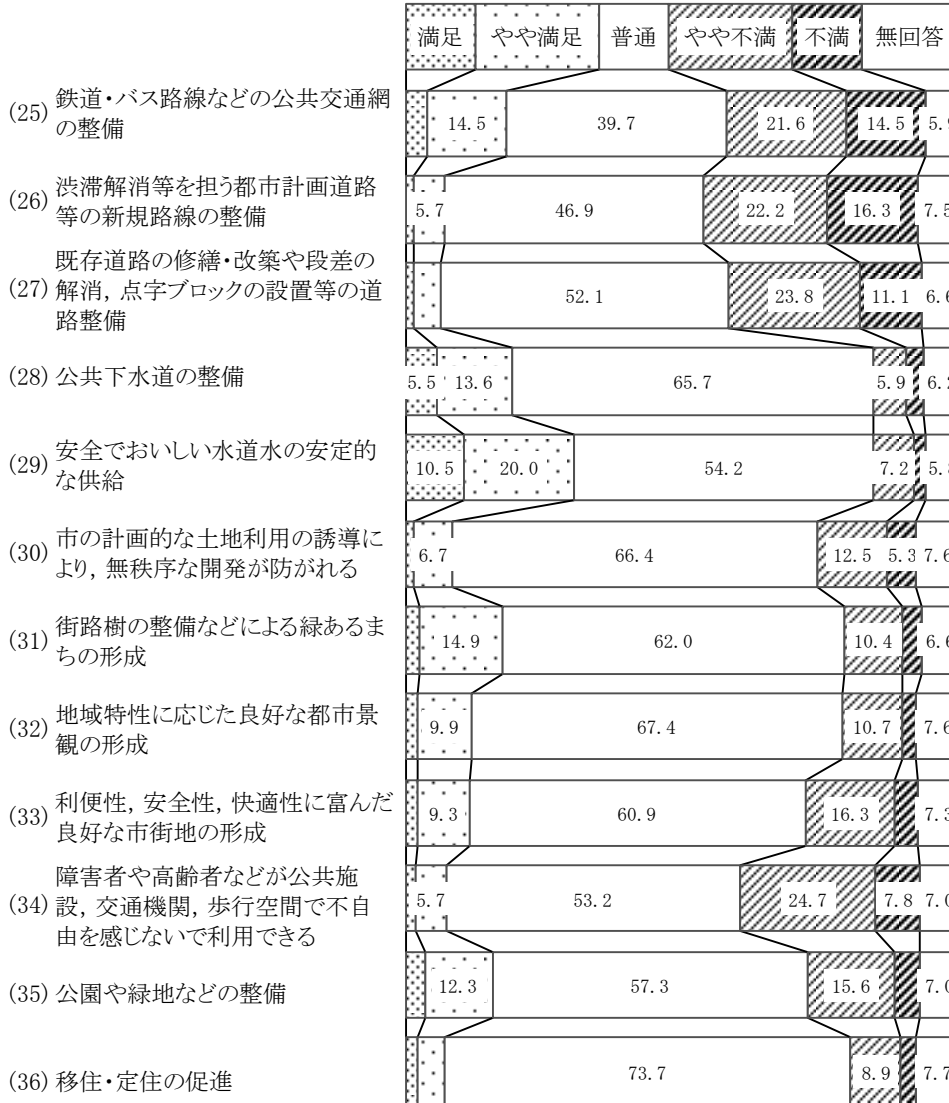 満足 やや満足 普通 やや不満 不満 無回答
(25) 鉄道・バス路線などの公共交通網
の整備
14.5 39.7 21.6 14.5
(26) 渋滞解消等を担う都市計画道路
等の新規路線の整備
5.7 46.9 22.2 16.3 7.5
(27) 既存道路の修繕・改築や段差の
解消，点字ブロックの設置等の道
路整備
52.1 23.8 11.1 6.6
(28) 公共下水道の整備
5.5 13.6 65.7 5.9
(29) 安全でおいしい水道水の安定的
な供給
10.5 20.0 54.2 7.2
(30) 市の計画的な土地利用の誘導に
より，無秩序な開発が防がれる
6.7 66.4 12.5 5.3 7.6
(31) 街路樹の整備などによる緑あるま
ちの形成
14.9 62.0 10.4 6.6
(32) 地域特性に応じた良好な都市景
観の形成
9.9 67.4 10.7 7.6
(33) 利便性，安全性，快適性に富んだ
良好な市街地の形成
9.3 60.9 16.3 7.3
(34) 障害者や高齢者などが公共施
設，交通機関，歩行空間で不自
由を感じないで利用できる
5.7 53.2 24.7 7.8 7.0
(35) 公園や緑地などの整備
12.3 57.3 15.6 7.0
(36) 移住・定住の促進
73.7 8.9 7.7